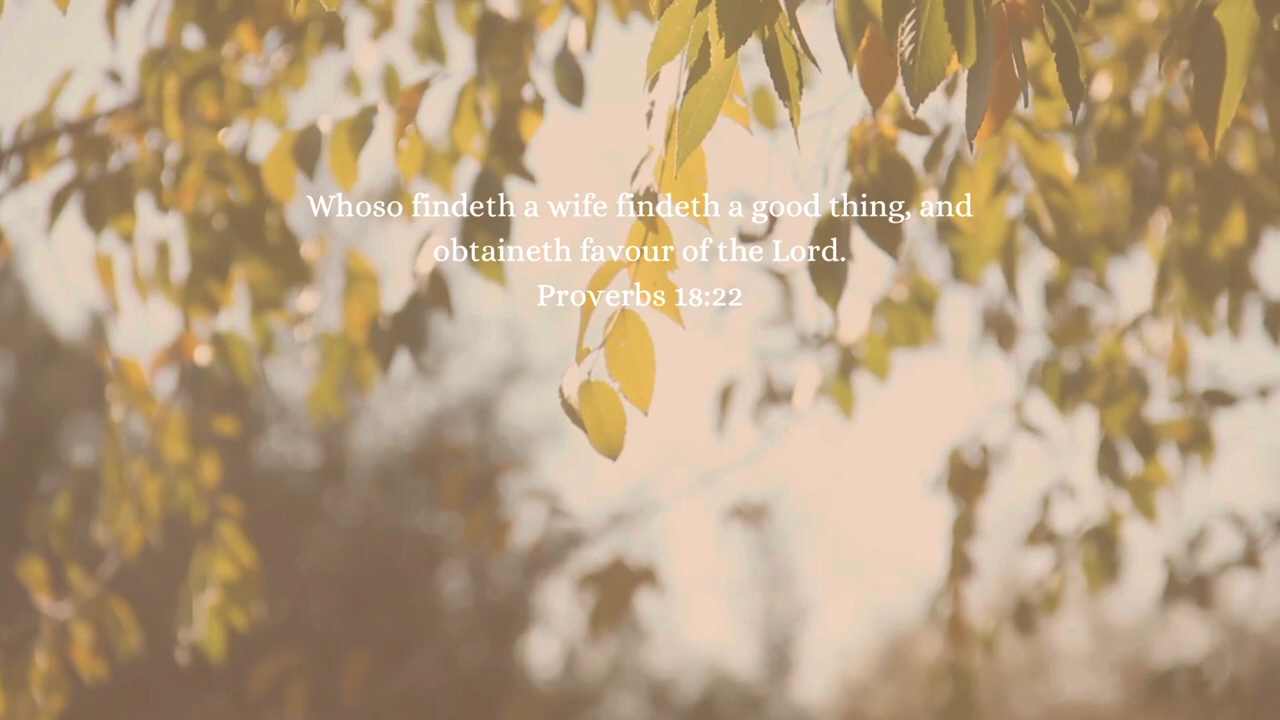 Whoso findeth a wife findeth a good thing, and
obtaineth favour of the Lord.
Proverbs 18:22